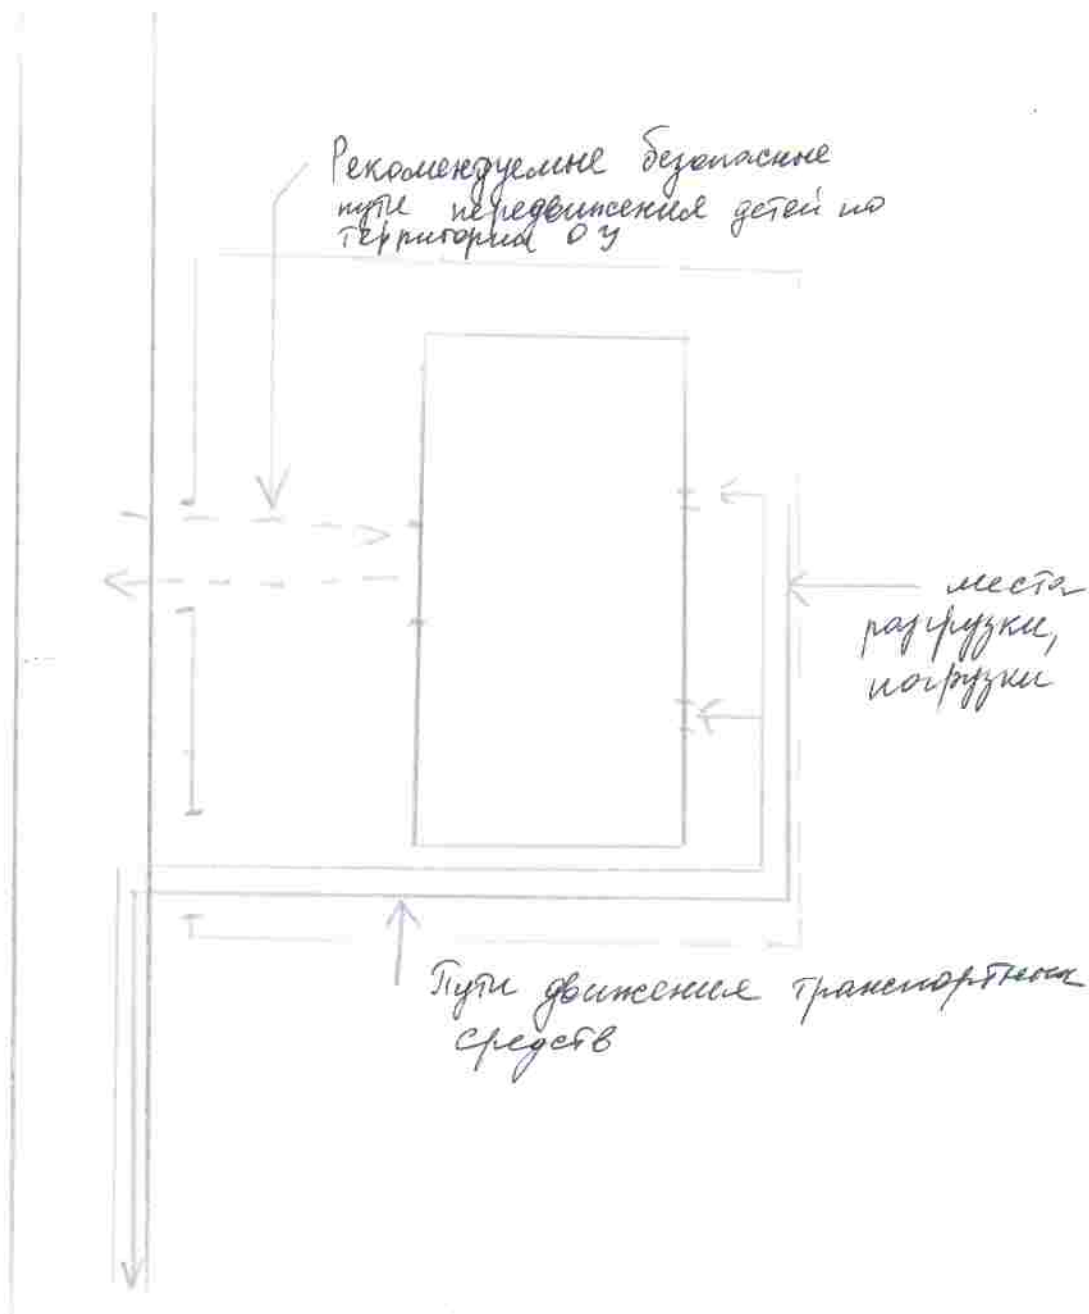 Рекомендуемые безопасные
пути передвижения детей по
территории ОУ
места
разгрузки,
погрузки
Пути движения транспортных
средств